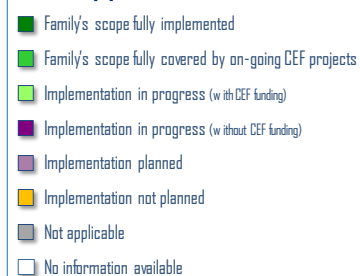 Family's scope fully implemented
Family's scope fully covered by on-going CEF projects
Implementation in progress (with CEF funding)
Implementation in progress (without CEF funding)
Implementation planned
Implementation not planned
Not applicable
No information available